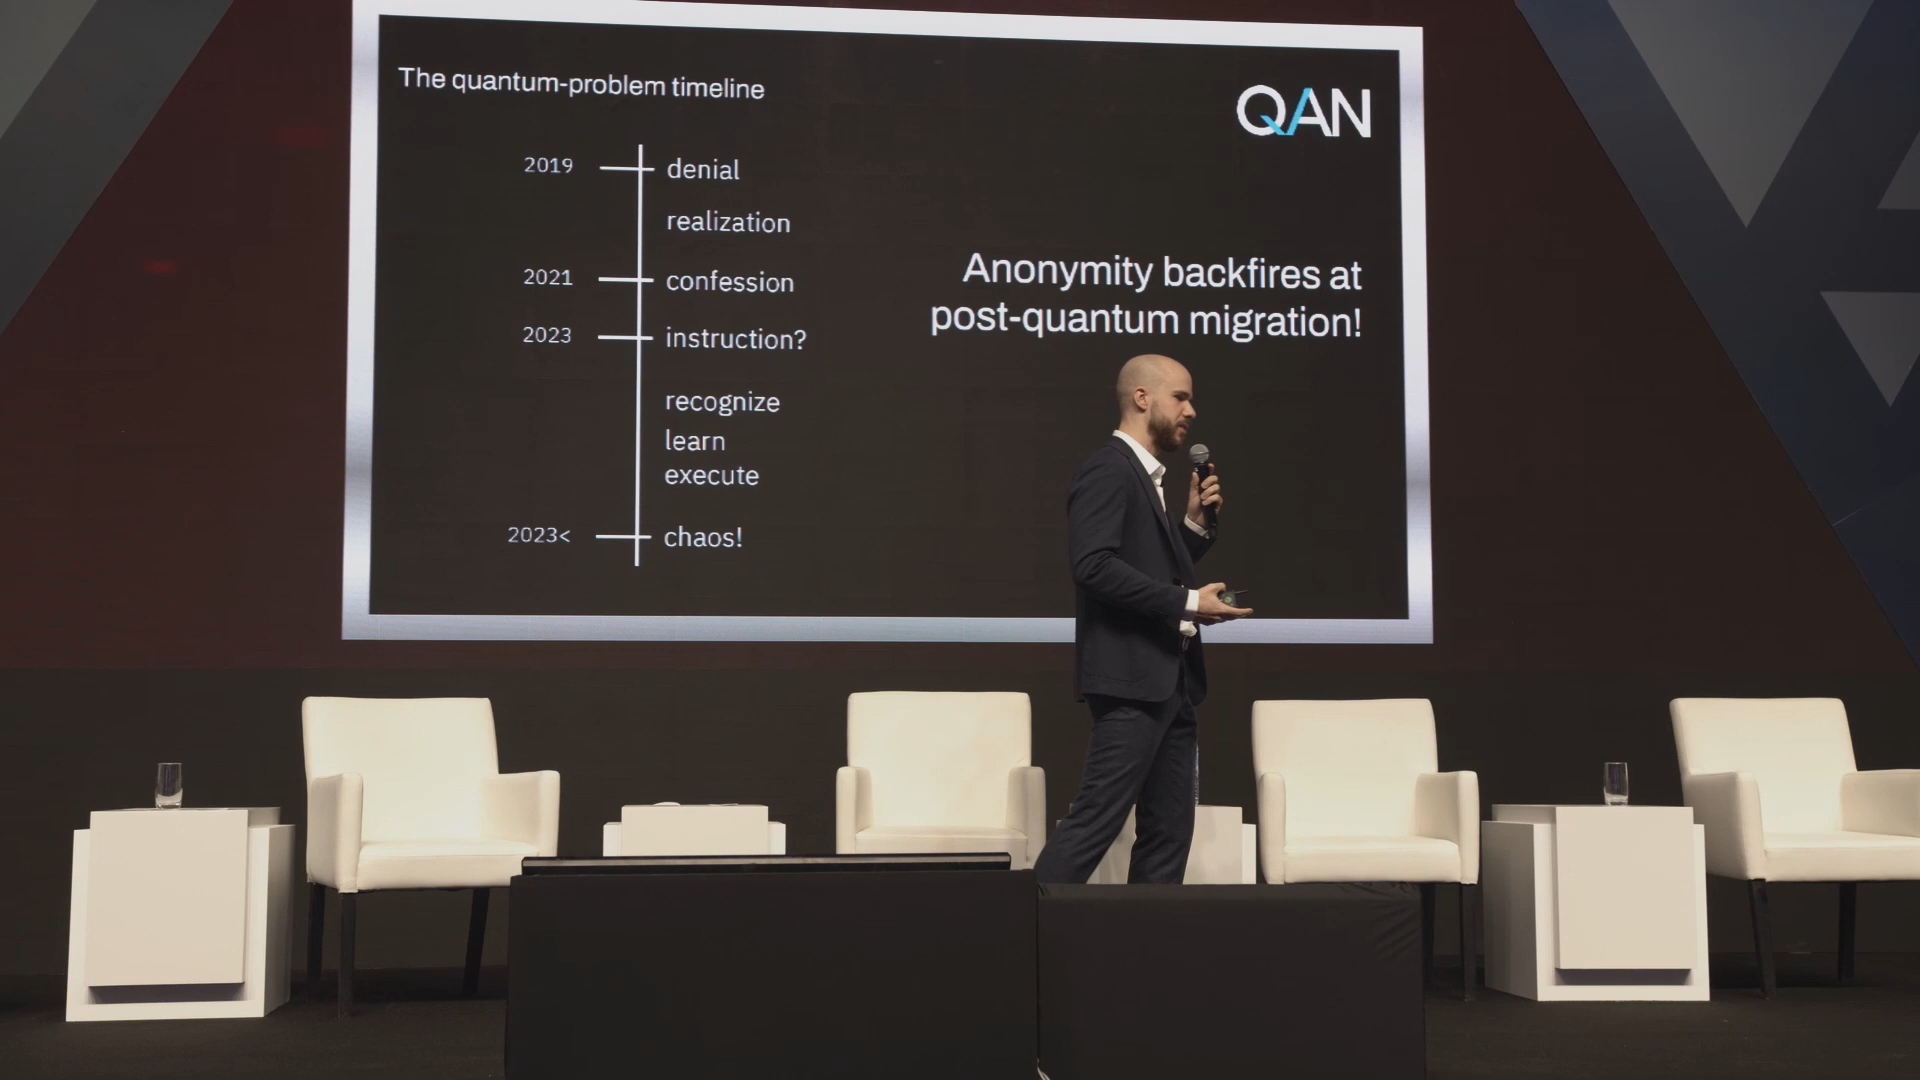 The quantum-problem timeline
QAN
2019 denial
realization
2021 confession
2023 instruction?
recognize
learn
execute
2023< chaos!
Anonymity backfires at
post-quantum migration!